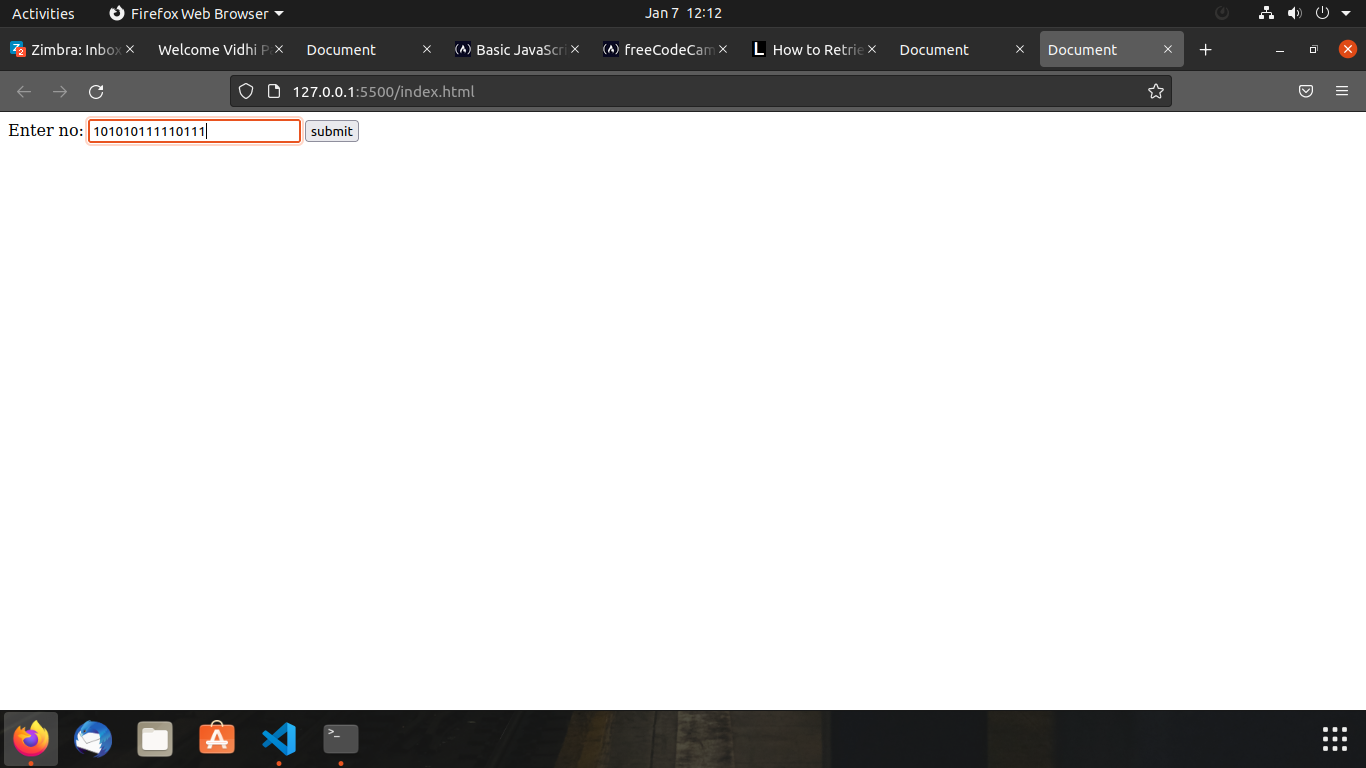 Activities Firefox Web Browser Jan 7 12:12
Zimbra: Inbox Welcome Vidhi P Document Basic JavaScri freeCodeCam How to Retrie Document Document
127.0.0.1:5500/index.html
Enter no: 101010111110111 submit